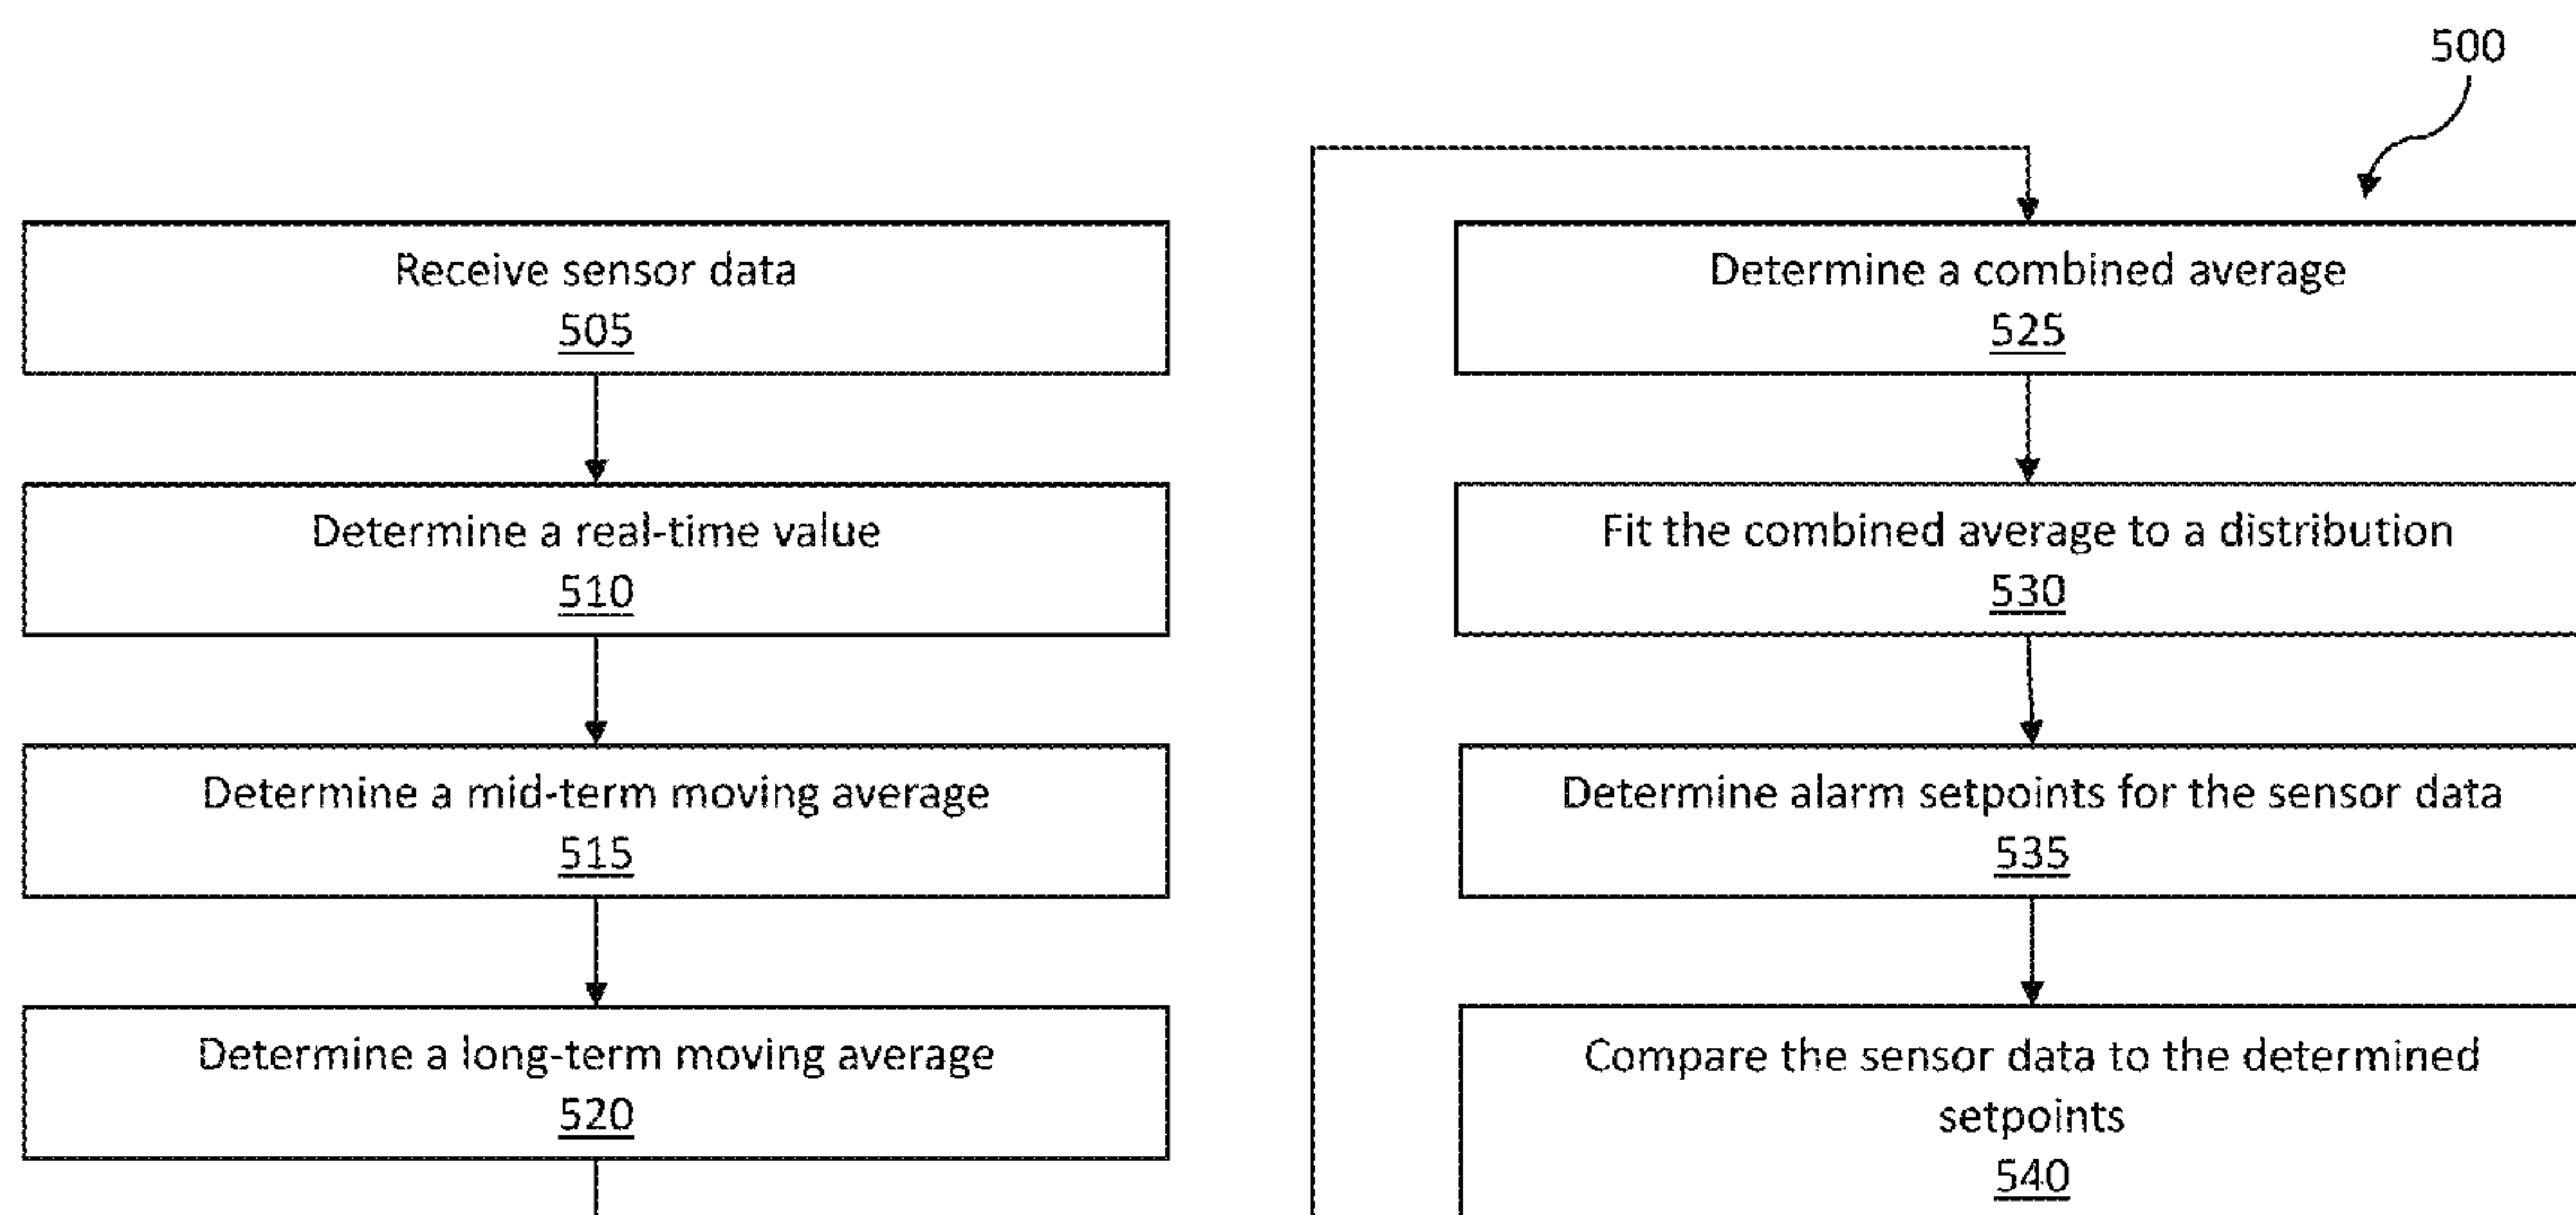 500
Receive sensor data
505
Determine a real-time value
510
Determine a mid-term moving average
515
Determine a long-term moving average
520
Determine a combined average
525
Fit the combined average to a distribution
530
Determine alarm setpoints for the sensor data
535
Compare the sensor data to the determined
setpoints
540